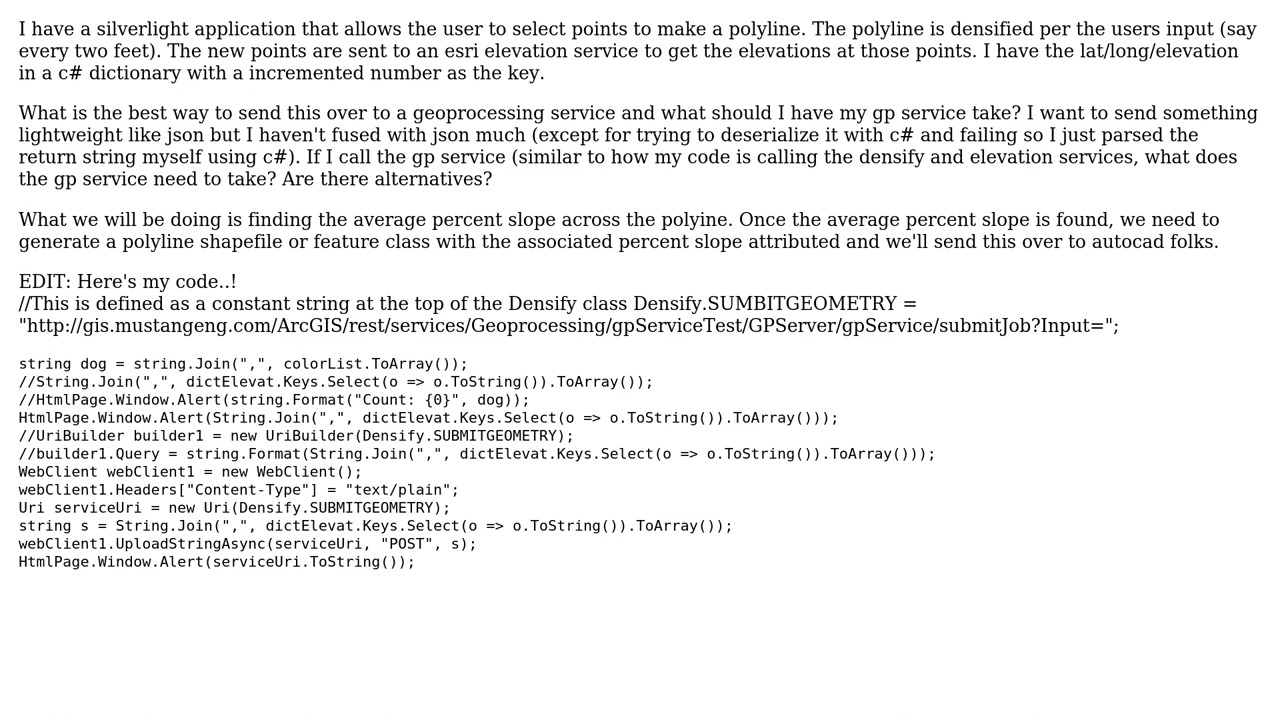 I have a silverlight application that allows the user to select points to make a polyline. The polyline is densified per the users input (say
every two feet). The new points are sent to an esri elevation service to get the elevations at those points. I have the lat/long/elevation
in a c# dictionary with a incremented number as the key.
What is the best way to send this over to a geoprocessing service and what should I have my gp service take? I want to send something
lightweight like json but I haven't fused with json much (except for trying to deserialize it with c# and failing so I just parsed the
return string myself using c#). If I call the gp service (similar to how my code is calling the densify and elevation services, what does
the gp service need to take? Are there alternatives?
What we will be doing is finding the average percent slope across the polyine. Once the average percent slope is found, we need to
generate a polyline shapefile or feature class with the associated percent slope attributed and we'll send this over to autocad folks.
EDIT: Here's my code..!
//This is defined as a constant string at the top of the Densify class Densify.SUMBITGEOMETRY =
"http://gis.mustangeng.com/ArcGIS/rest/services/Geoprocessing/gpServiceTest/GPServer/gpService/submitJob?Input=";
string dog = string.Join(",", colorList.ToArray());
//String.Join(",", dictElevat.Keys.Select(o => o.ToString()).ToArray());
//HtmlPage.Window.Alert(string.Format("Count: {0}", dog));
HtmlPage.Window.Alert(String.Join(",", dictElevat.Keys.Select(o => o.ToString()).ToArray()));
//UriBuilder builder1 = new UriBuilder(Densify.SUBMITGEOMETRY);
//builder1.Query = string.Format(String.Join(",", dictElevat.Keys.Select(o => o.ToString()).ToArray()));
WebClient webClient1 = new WebClient();
webClient1.Headers["Content-Type"] = "text/plain";
Uri serviceUri = new Uri(Densify.SUBMITGEOMETRY);
string s = String.Join(",", dictElevat.Keys.Select(o => o.ToString()).ToArray());
webClient1.UploadStringAsync(serviceUri, "POST", s);
HtmlPage.Window.Alert(serviceUri.ToString());